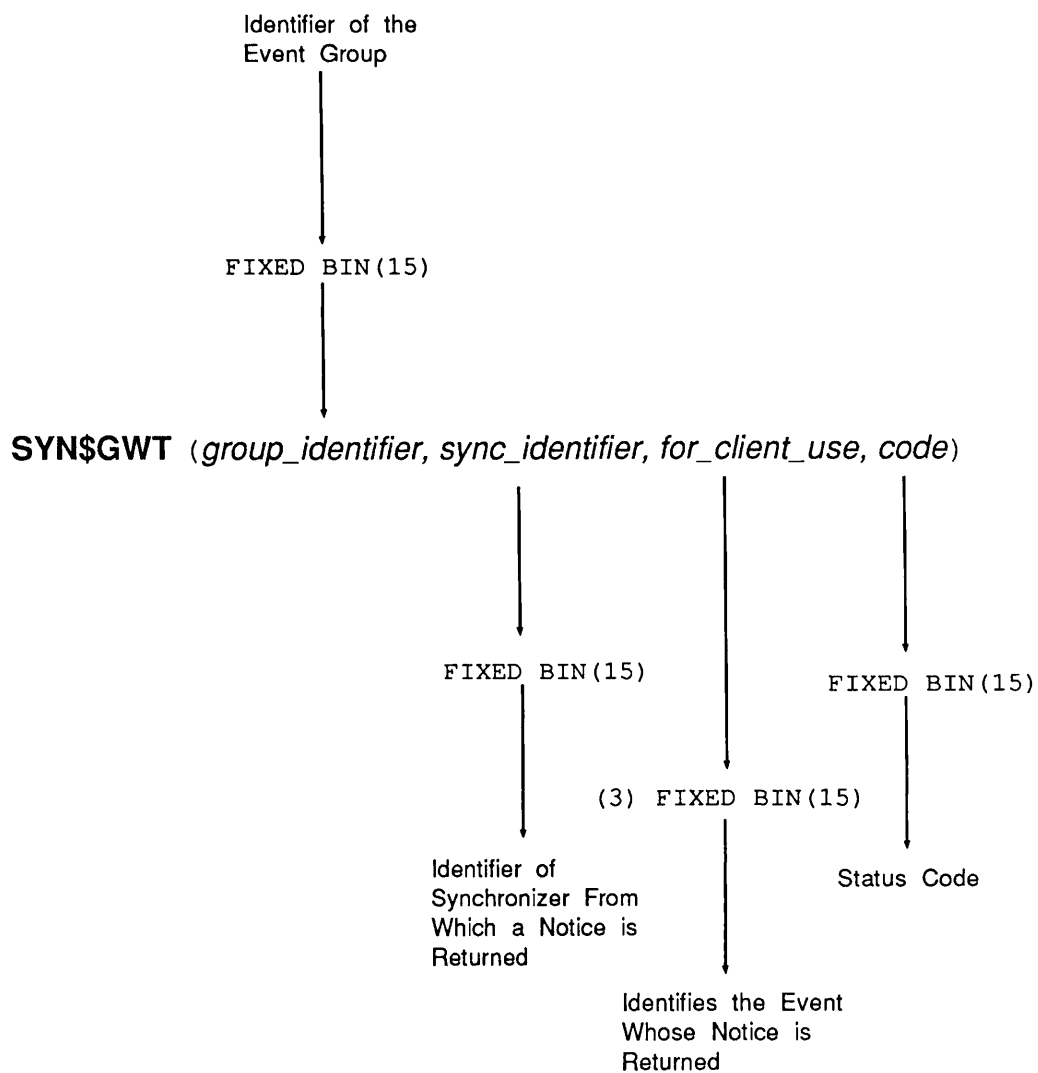 Identifier of the
Event Group
FIXED BIN(15)
SYN$GWT (group_identifier, sync_identifier, for_client_use, code)
FIXED BIN(15)
FIXED BIN(15)
(3) FIXED BIN(15)
Identifier of
Synchronizer From
Which a Notice is
Returned
Status Code
Identifies the Event
Whose Notice is
Returned